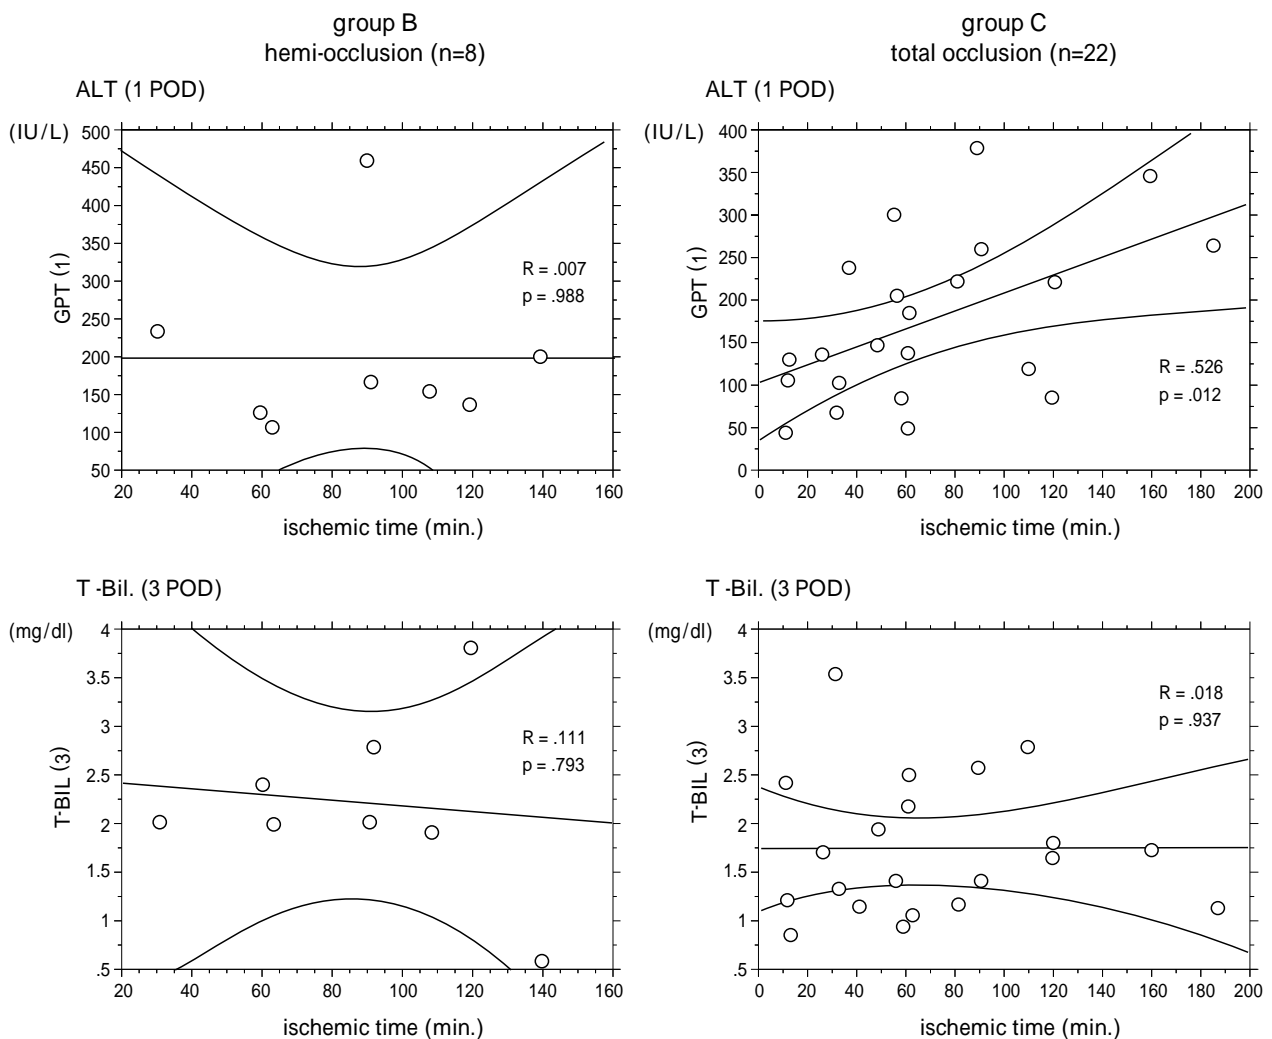 group B
hemi-occlusion (n=8)
group C
total occlusion (n=22)
ALT (1 POD)
(IU/L)
500
450
400
350
300
250
200
150
100
50
GPT (1)
R = .007
p = .988
20 40 60 80 100 120 140 160
ischemic time (min.)
ALT (1 POD)
(IU/L)
400
350
300
250
200
150
100
50
0
GPT (1)
R = .526
p = .012
0 20 40 60 80 100 120 140 160 180 200
ischemic time (min.)
T -Bil. (3 POD)
(mg/dl)
4
3.5
3
2.5
2
1.5
1
.5
T-BIL (3)
R = .111
p = .793
20 40 60 80 100 120 140 160
ischemic time (min.)
T -Bil. (3 POD)
(mg/dl)
4
3.5
3
2.5
2
1.5
1
.5
T-BIL (3)
R = .018
p = .937
0 20 40 60 80 100 120 140 160 180 200
ischemic time (min.)